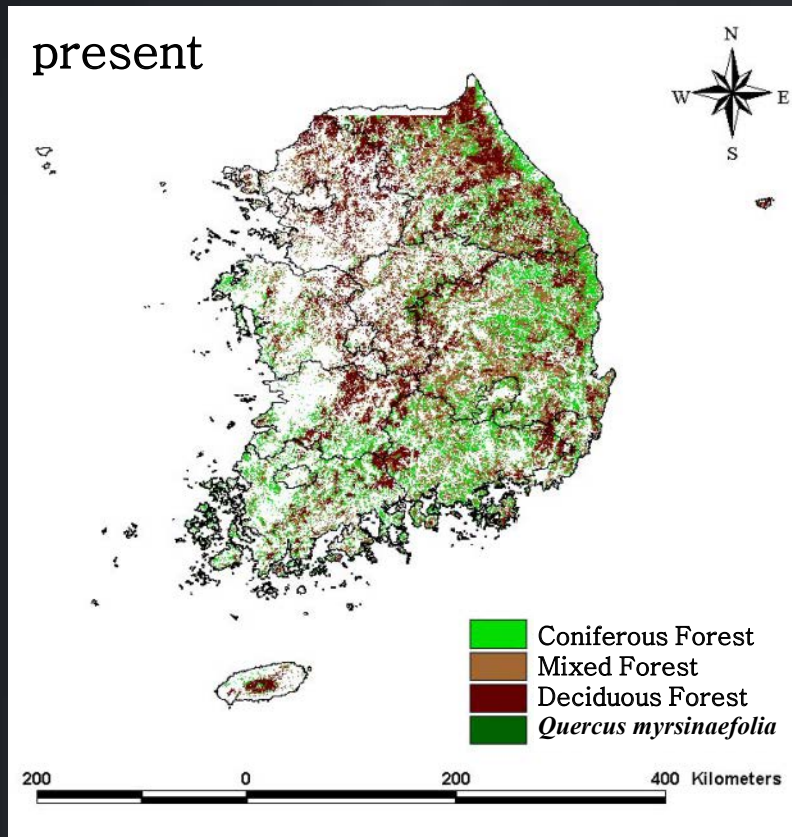 present
N
W E
S
Coniferous Forest
Mixed Forest
Deciduous Forest
Quercus myrsinaefolia
200 0 200 400 Kilometers